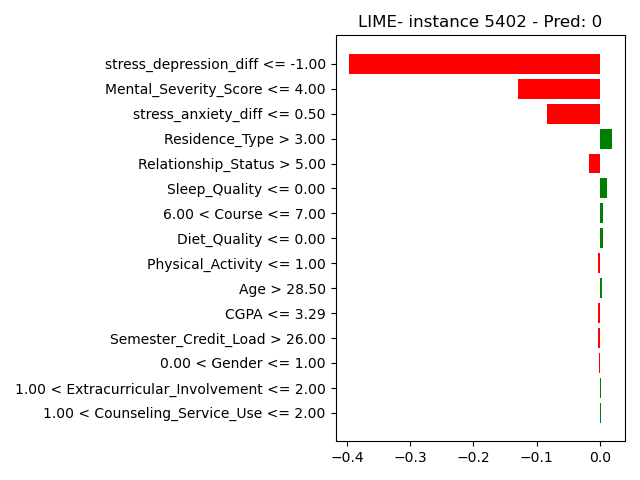 LIME- instance 5402 - Pred: 0
stress_depression_diff <= -1.00
Mental_Severity_Score <= 4.00
stress_anxiety_diff <= 0.50
Residence_Type > 3.00
Relationship_Status > 5.00
Sleep_Quality <= 0.00
6.00 < Course <= 7.00
Diet_Quality <= 0.00
Physical_Activity <= 1.00
Age > 28.50
CGPA <= 3.29
Semester_Credit_Load > 26.00
0.00 < Gender <= 1.00
1.00 < Extracurricular_Involvement <= 2.00
1.00 < Counseling_Service_Use <= 2.00
−0.4 −0.3 −0.2 −0.1 0.0